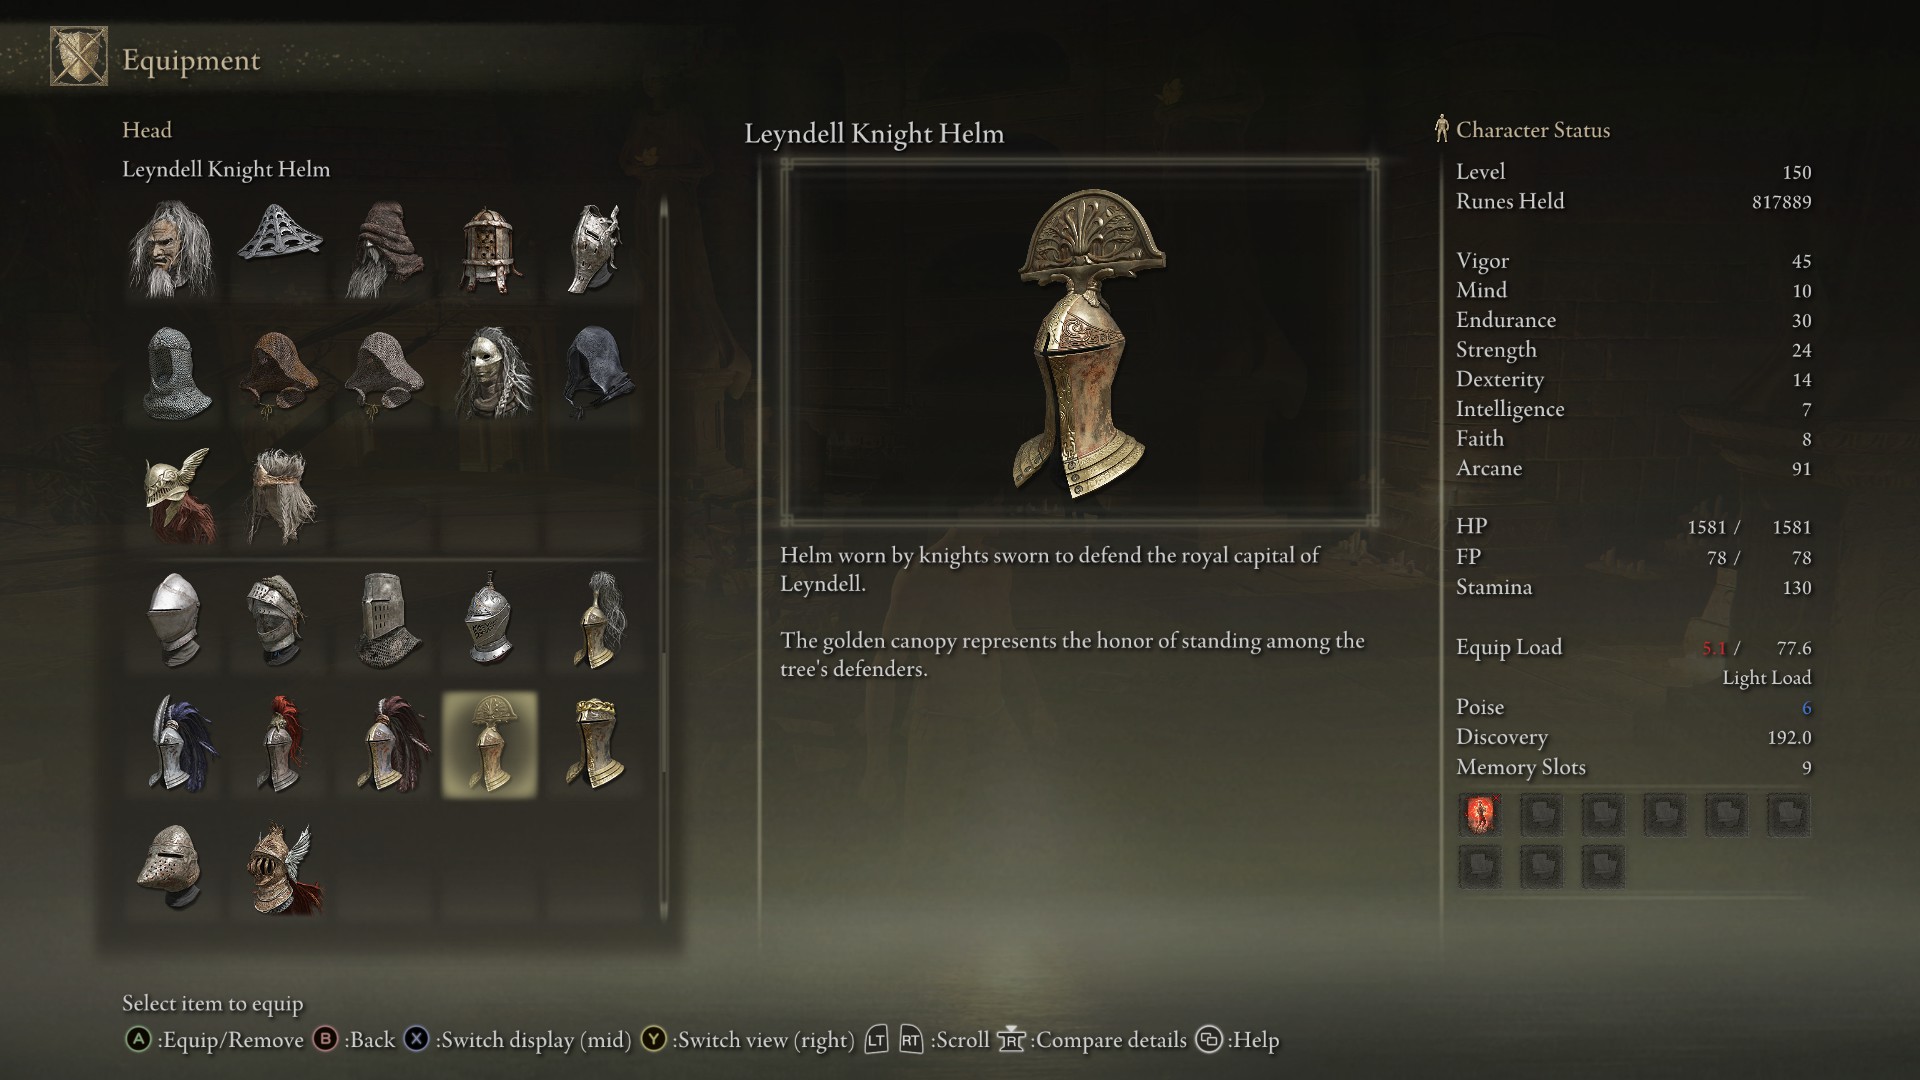 Equipment
Head
Leyndell Knight Helm
Leyndell Knight Helm
Helm worn by knights sworn to defend the royal capital of
Leyndell.
The golden canopy represents the honor of standing among the
tree's defenders.
Character Status
Level 150
Runes Held 817889
Vigor 45
Mind 10
Endurance 30
Strength 24
Dexterity 14
Intelligence 7
Faith 8
Arcane 91
HP 1581 / 1581
FP 78 / 78
Stamina 130
Equip Load 5.1 / 77.6
Light Load
Poise 6
Discovery 192.0
Memory Slots 9
Select item to equip
A :Equip/Remove B :Back X :Switch display (mid) Y :Switch view (right) LT RT :Scroll R :Compare details :Help